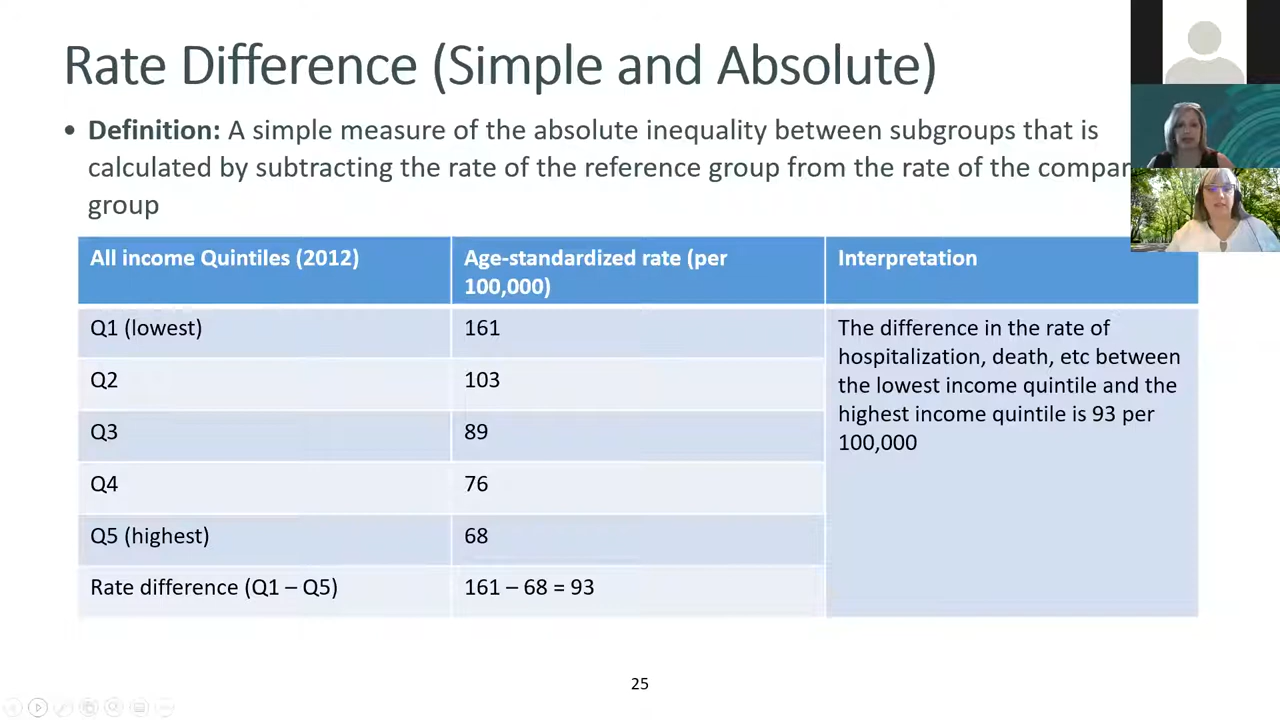 Rate Difference (Simple and Absolute)
• Definition: A simple measure of the absolute inequality between subgroups that is
calculated by subtracting the rate of the reference group from the rate of the
group
All income Quintiles (2012)
Age-standardized rate (per
100,000)
Interpretation
Q1 (lowest)
161
The difference in the rate of
hospitalization, death, etc between
the lowest income quintile and the
highest income quintile is 93 per
100,000
Q2
103
Q3
89
Q4
76
Q5 (highest)
68
Rate difference (Q1 – Q5)
161 – 68 = 93
25